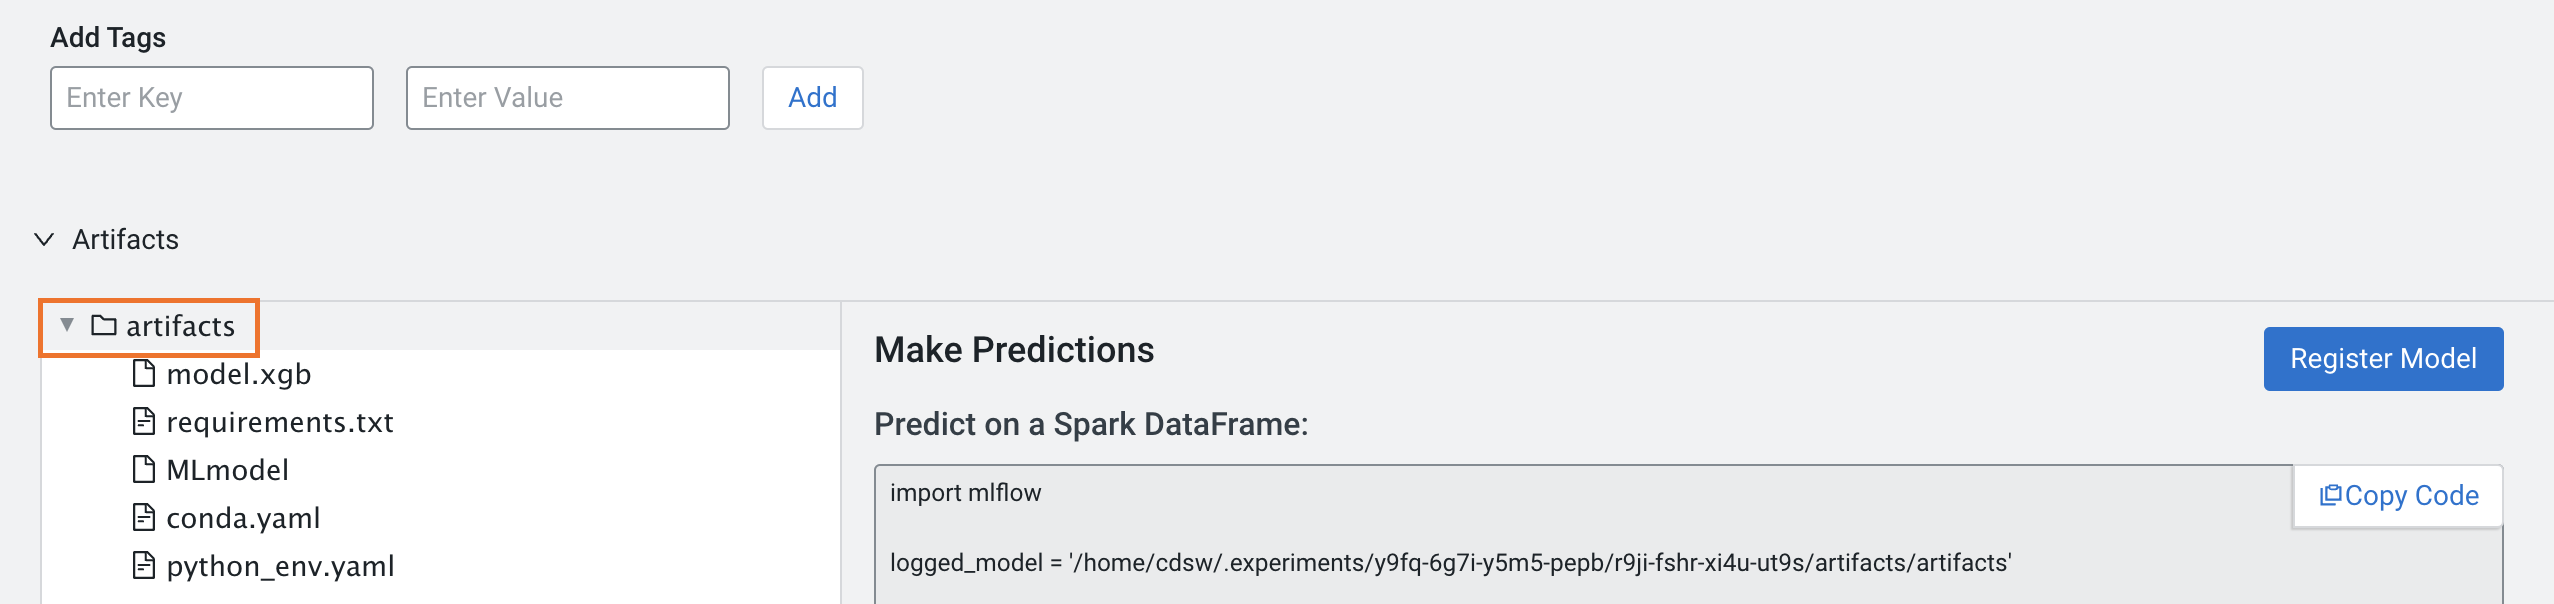 Add Tags
Enter Key
Enter Value
Add
Artifacts
artifacts
model.xgb
requirements.txt
MLmodel
conda.yaml
python_env.yaml
Make Predictions
Register Model
Predict on a Spark DataFrame:
import mlflow
Copy Code
logged_model = '/home/cdsw/.experiments/y9fq-6g7i-y5m5-pepb/r9ji-fshr-xi4u-ut9s/artifacts/artifacts'